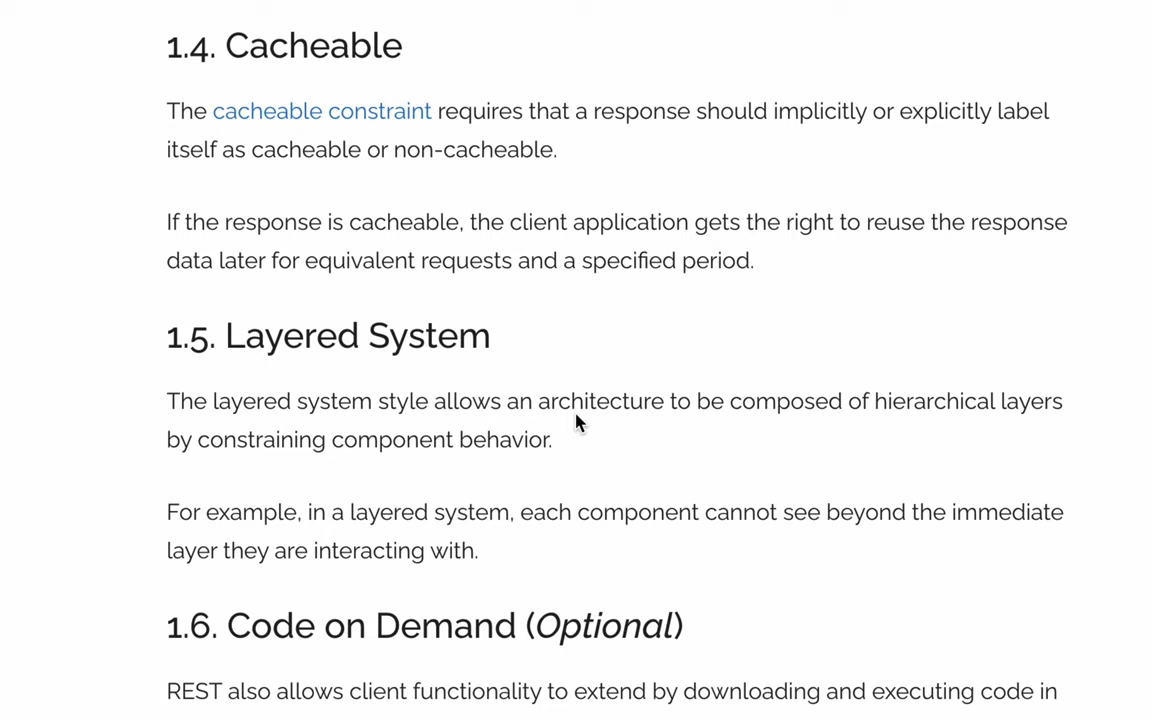 1.4. Cacheable
The cacheable constraint requires that a response should implicitly or explicitly label
itself as cacheable or non-cacheable.
If the response is cacheable, the client application gets the right to reuse the response
data later for equivalent requests and a specified period.
1.5. Layered System
The layered system style allows an architecture to be composed of hierarchical layers
by constraining component behavior.
For example, in a layered system, each component cannot see beyond the immediate
layer they are interacting with.
1.6. Code on Demand (Optional)
REST also allows client functionality to extend by downloading and executing code in